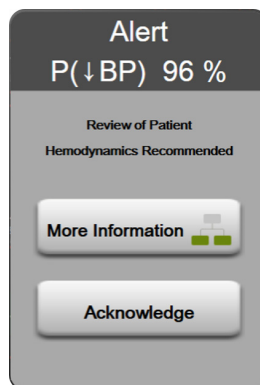 Alert
P(↓BP) 96 %
Review of Patient
Hemodynamics Recommended
More Information
Acknowledge